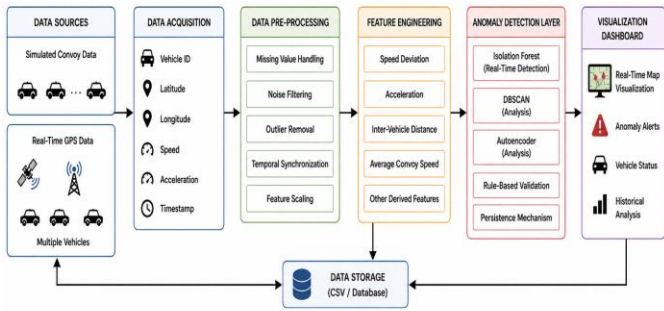 DATA SOURCES
Simulated Convoy Data
Real-Time GPS Data
Multiple Vehicles
DATA ACQUISITION
Vehicle ID
Latitude
Longitude
Speed
Acceleration
Timestamp
DATA PRE-PROCESSING
Missing Value Handling
Noise Filtering
Outlier Removal
Temporal Synchronization
Feature Scaling
FEATURE ENGINEERING
Speed Deviation
Acceleration
Inter-Vehicle Distance
Average Convoy Speed
Other Derived Features
ANOMALY DETECTION LAYER
Isolation Forest
(Real-Time Detection)
DBSCAN
(Analysis)
Autoencoder
(Analysis)
Rule-Based Validation
Persistence Mechanism
VISUALIZATION
DASHBOARD
Real-Time Map
Visualization
Anomaly Alerts
Vehicle Status
Historical
Analysis
DATA STORAGE
(CSV / Database)